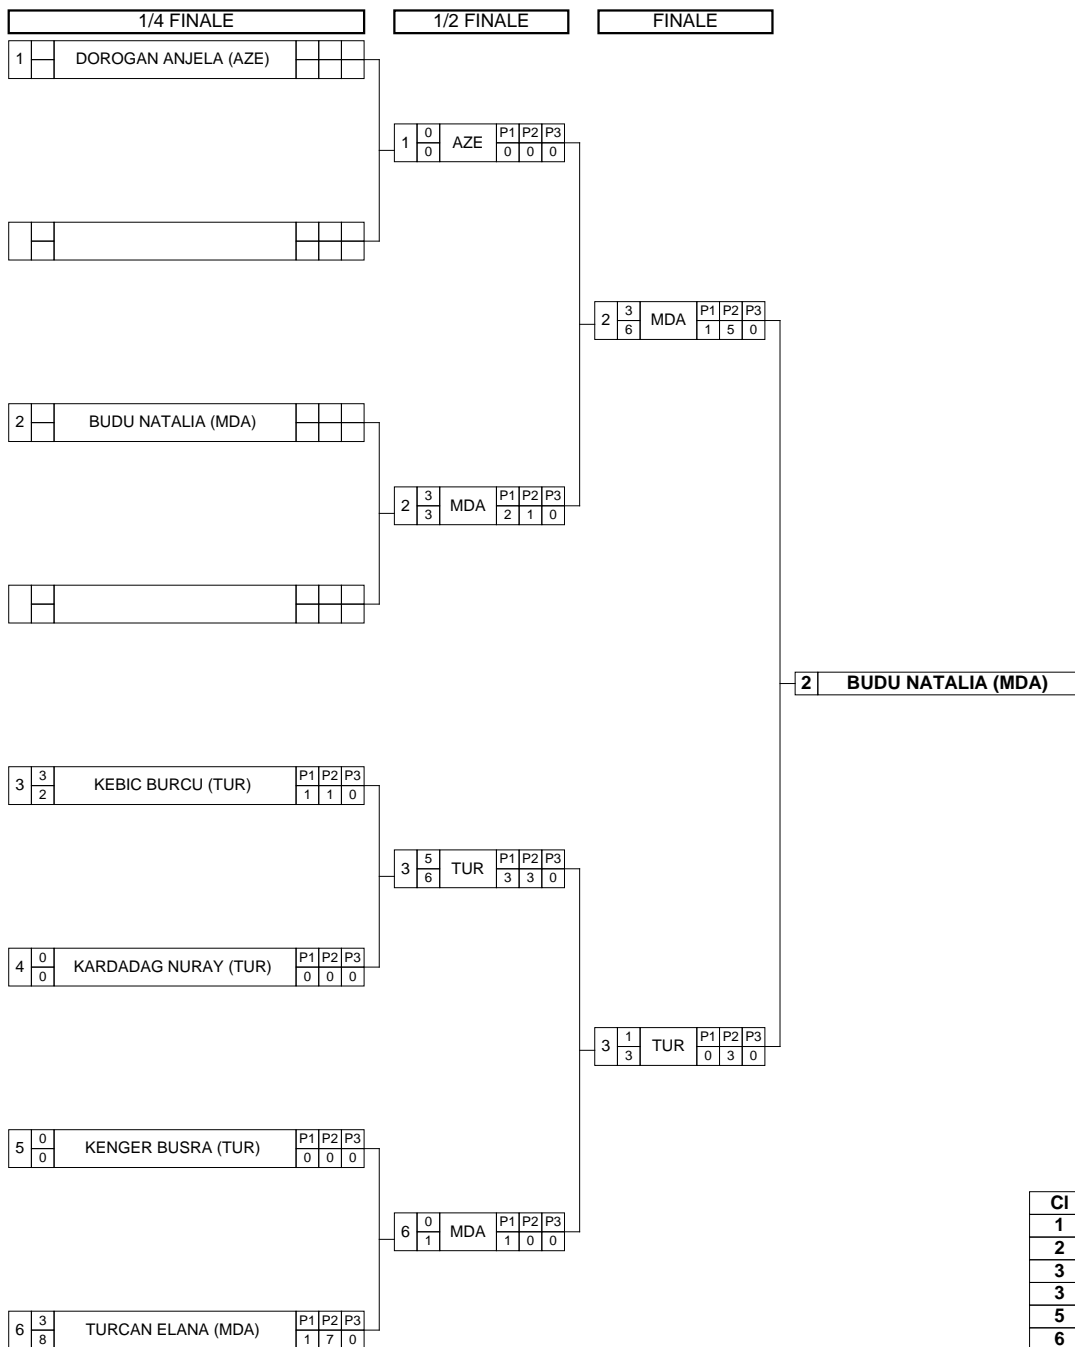 1/4 FINALE 1/2 FINALE FINALE
1 DOROGAN ANJELA (AZE)
1 0 AZE P1 P2 P3
0 0 0 0
2 3 MDA P1 P2 P3
6 1 5 0
2 BUDU NATALIA (MDA)
2 3 MDA P1 P2 P3
3 2 1 0
2 BUDU NATALIA (MDA)
3 3 KEBIC BURCU (TUR) P1 P2 P3
2 1 1 0
3 5 TUR P1 P2 P3
6 3 3 0
4 0 KARDADAG NURAY (TUR) P1 P2 P3
0 0 0 0
3 1 TUR P1 P2 P3
3 0 3 0
5 0 KENGER BUSRA (TUR) P1 P2 P3
0 0 0 0
6 0 MDA P1 P2 P3
1 1 0 0
6 3 TURCAN ELANA (MDA) P1 P2 P3
8 1 7 0
Cl
1
2
3
3
5
6